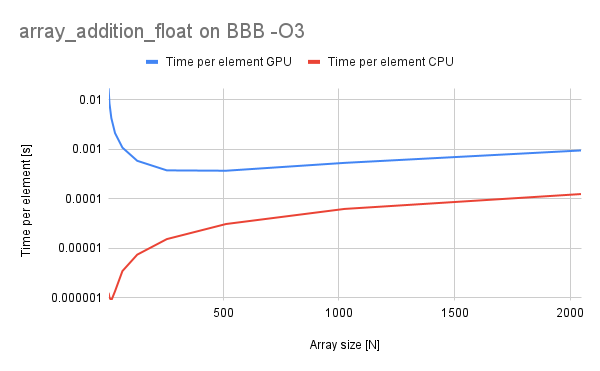 array_addition_float on BBB -O3
Time per element GPU Time per element CPU
0.01
0.001
0.0001
0.00001
0.000001
Time per element [s]
500 1000 1500 2000
Array size [N]